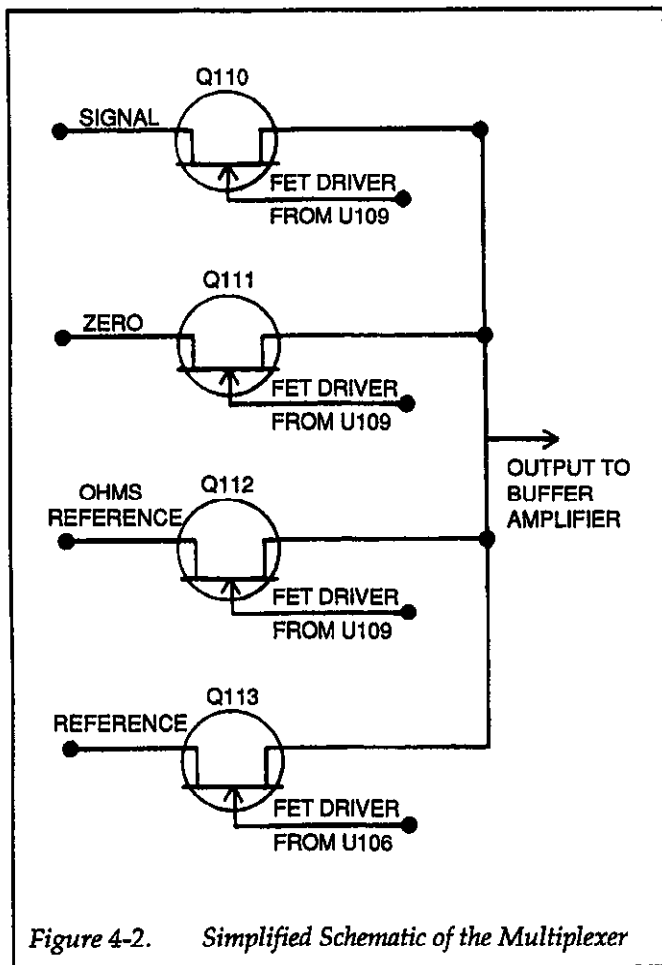 Q110
SIGNAL
FET DRIVER
FROM U109
Q111
ZERO
FET DRIVER
FROM U109
Q112
OHMS
REFERENCE
FET DRIVER
FROM U109
OUTPUT TO
BUFFER
AMPLIFIER
Q113
REFERENCE
FET DRIVER
FROM U106
Figure 4-2. Simplified Schematic of the Multiplexer